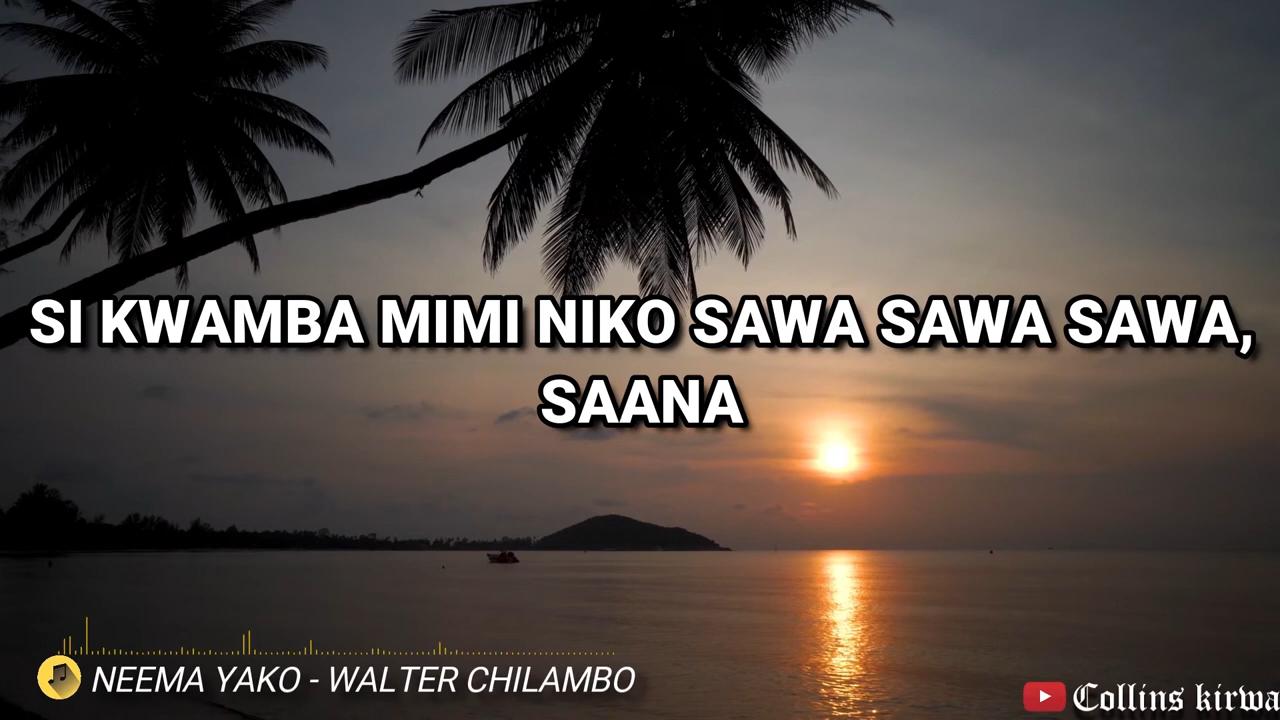 SI KWAMBA MIMI NIKO SAWA SAWA SAWA,
SAANA
NEEMA YAKO - WALTER CHILAMBO
Collins kirwa